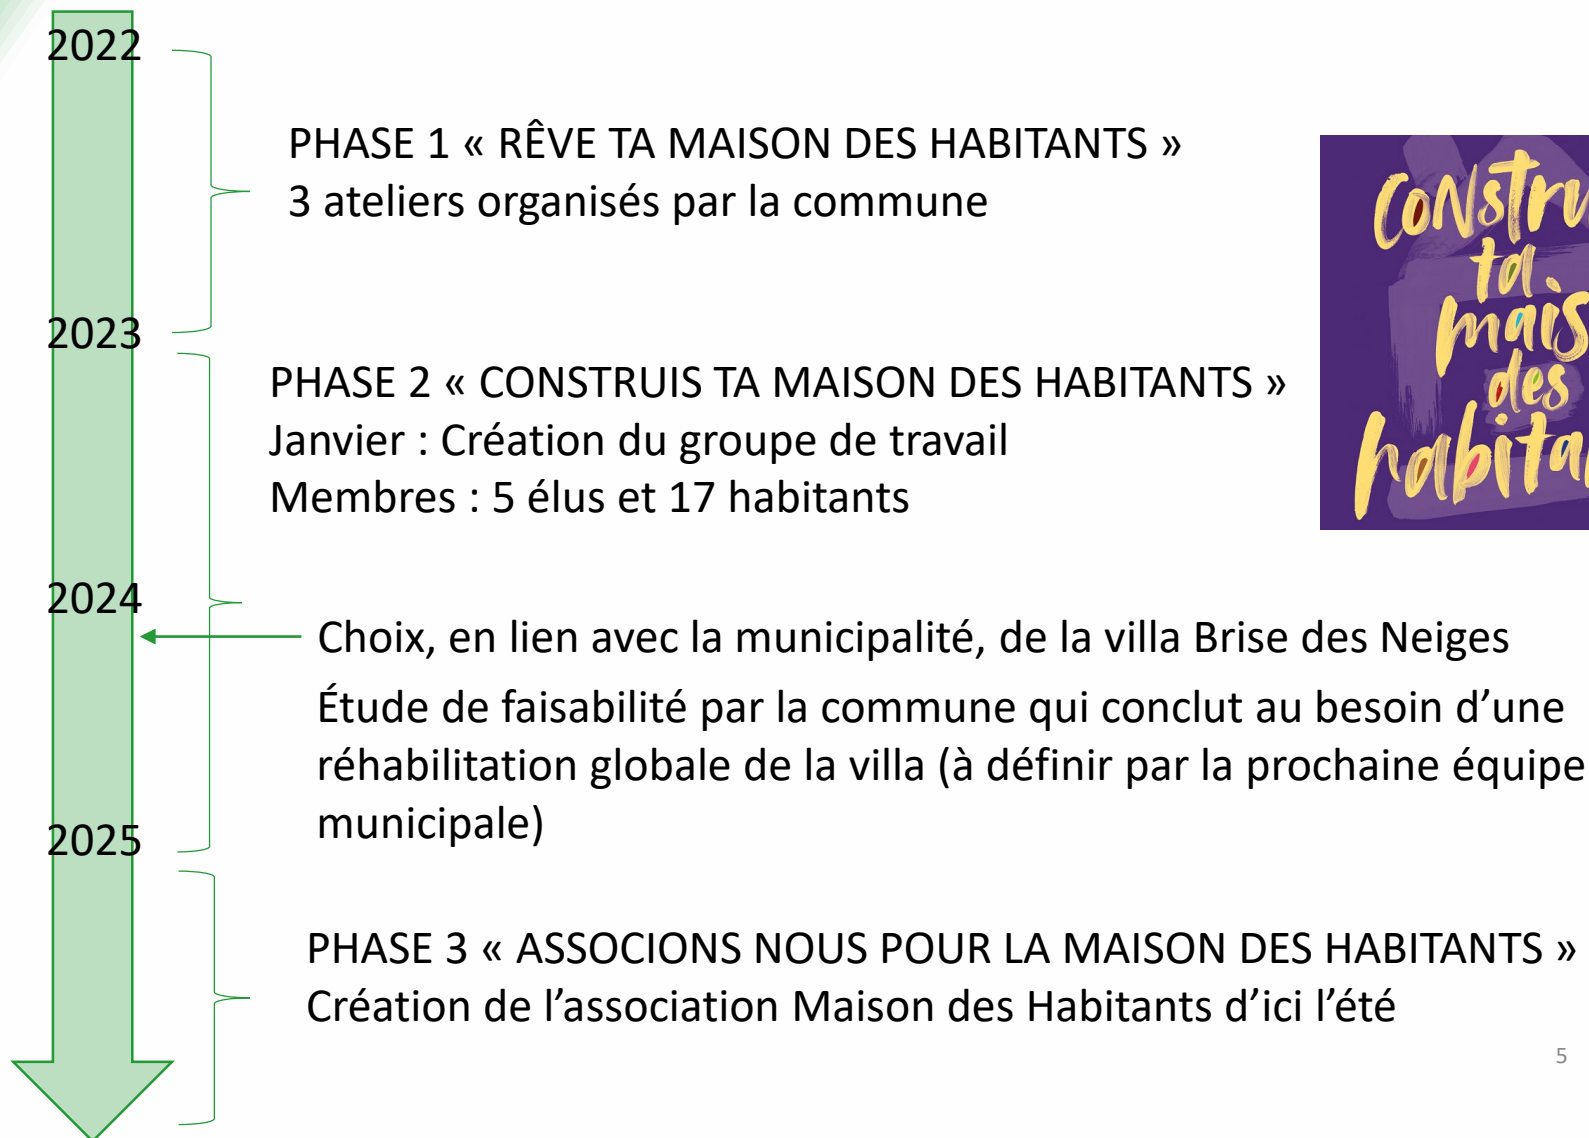 2022
PHASE 1 « RÊVE TA MAISON DES HABITANTS »
3 ateliers organisés par la commune
2023
PHASE 2 « CONSTRUIS TA MAISON DES HABITANTS »
Janvier : Création du groupe de travail
Membres : 5 élus et 17 habitants
ta
des
2024
Choix, en lien avec la municipalité, de la villa Brise des Neiges
Étude de faisabilité par la commune qui conclut au besoin d’une
réhabilitation globale de la villa (à définir par la prochaine équipe
municipale)
2025
PHASE 3 « ASSOCIONS NOUS POUR LA MAISON DES HABITANTS »
Création de l’association Maison des Habitants d’ici l’été
5